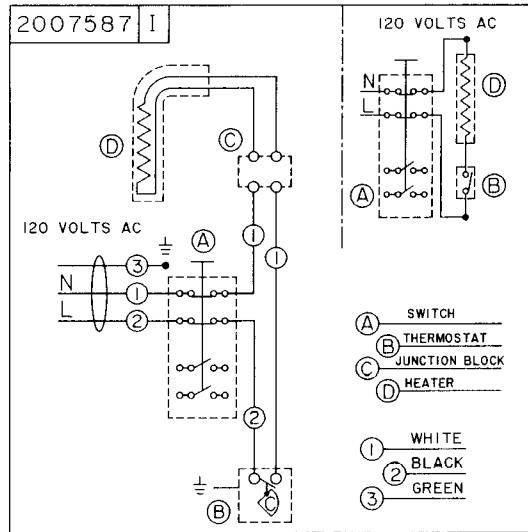 2007587 I
120 VOLTS AC
N
L
D
B
A
D
C
1
1
120 VOLTS AC
A
3
N 1
L 2
2
B
C
A SWITCH
B THERMOSTAT
C JUNCTION BLOCK
D HEATER
1 WHITE
2 BLACK
3 GREEN